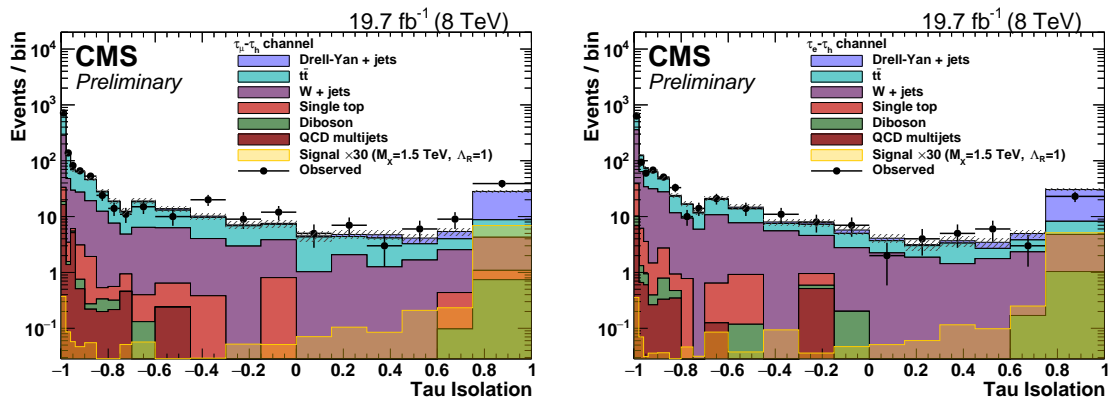 19.7 fb⁻¹ (8 TeV)
Events / bin
10⁴
10³
10²
10
1
10⁻¹
CMS
Preliminary
τμ-τh channel
Drell-Yan + jets
tt̄
W + jets
Single top
Diboson
QCD multijets
Signal ×30 (Mχ=1.5 TeV, ΛR=1)
Observed
−1 −0.8 −0.6 −0.4 −0.2 0 0.2 0.4 0.6 0.8 1
Tau Isolation
19.7 fb⁻¹ (8 TeV)
Events / bin
10⁴
10³
10²
10
1
10⁻¹
CMS
Preliminary
τe-τh channel
Drell-Yan + jets
tt̄
W + jets
Single top
Diboson
QCD multijets
Signal ×30 (Mχ=1.5 TeV, ΛR=1)
Observed
−1 −0.8 −0.6 −0.4 −0.2 0 0.2 0.4 0.6 0.8 1
Tau Isolation